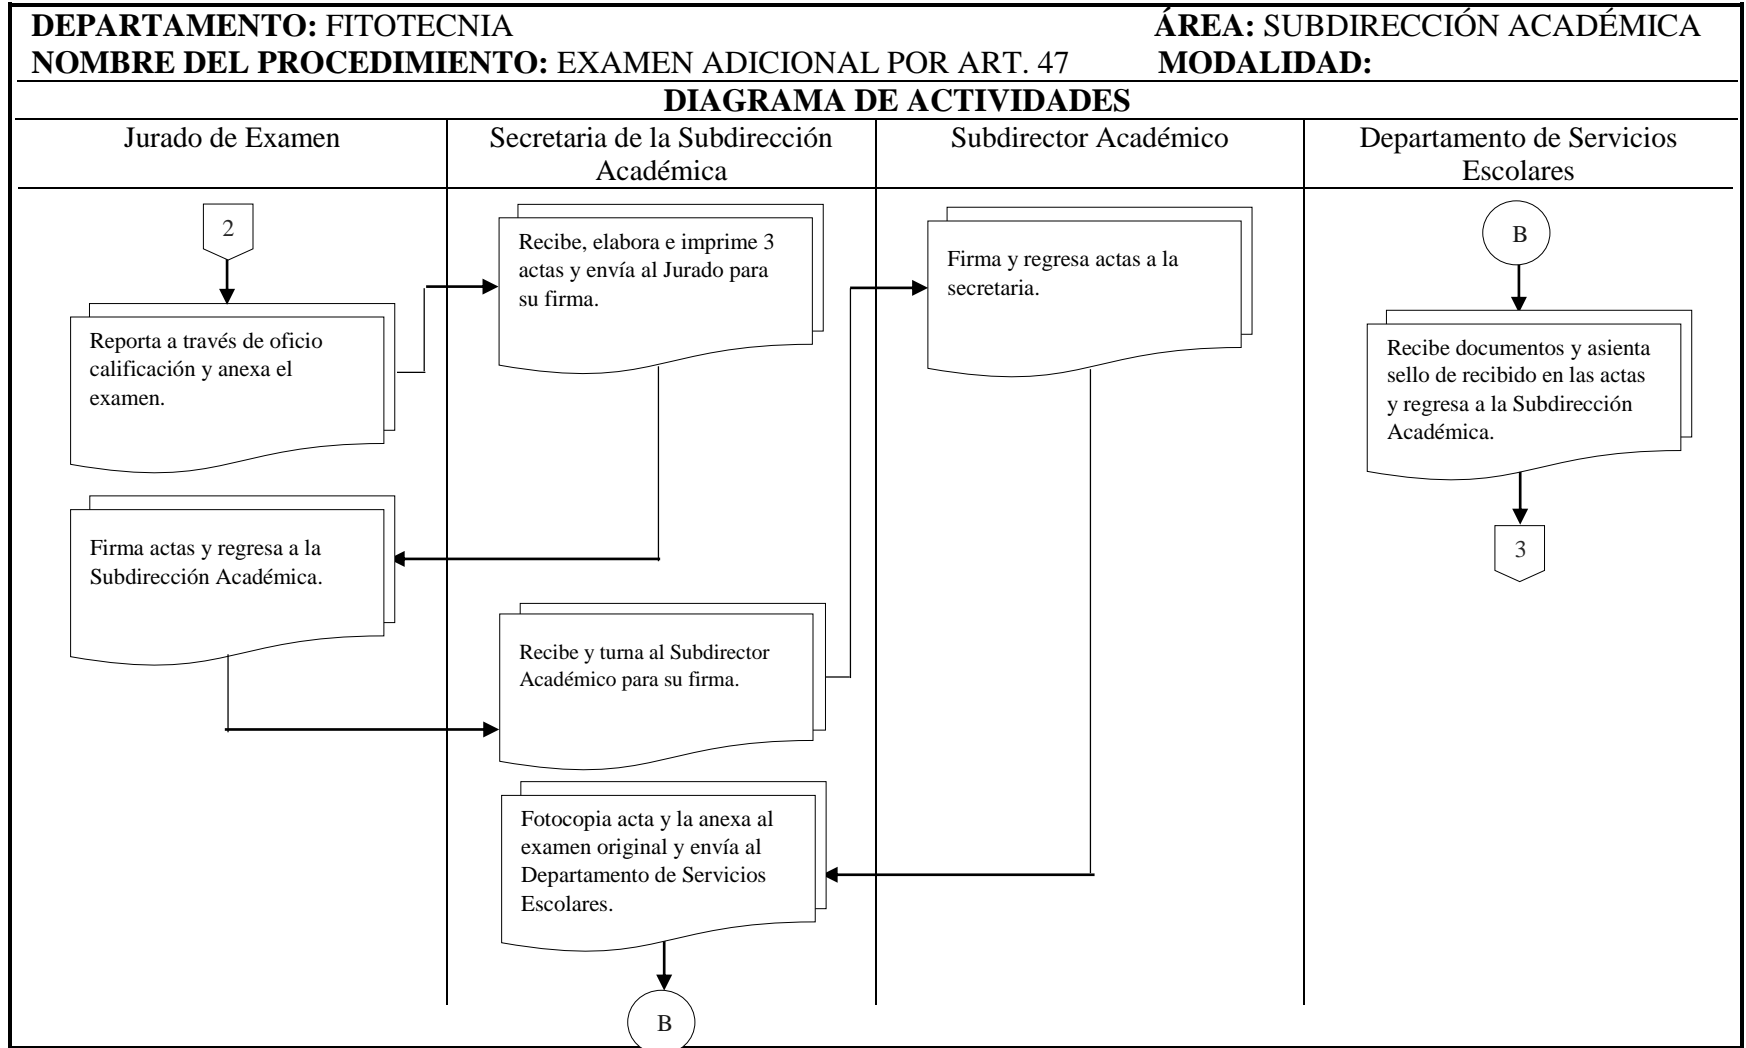 DEPARTAMENTO: FITOTECNIA ÁREA: SUBDIRECCIÓN ACADÉMICA
NOMBRE DEL PROCEDIMIENTO: EXAMEN ADICIONAL POR ART. 47 MODALIDAD:
DIAGRAMA DE ACTIVIDADES
Jurado de Examen
Secretaria de la Subdirección
Académica
Subdirector Académico
Departamento de Servicios
Escolares
2
Reporta a través de oficio
calificación y anexa el
examen.
Recibe, elabora e imprime 3
actas y envía al Jurado para
su firma.
Firma actas y regresa a la
Subdirección Académica.
Recibe y turna al Subdirector
Académico para su firma.
Firma y regresa actas a la
secretaria.
Fotocopia acta y la anexa al
examen original y envía al
Departamento de Servicios
Escolares.
B
B
Recibe documentos y asienta
sello de recibido en las actas
y regresa a la Subdirección
Académica.
3